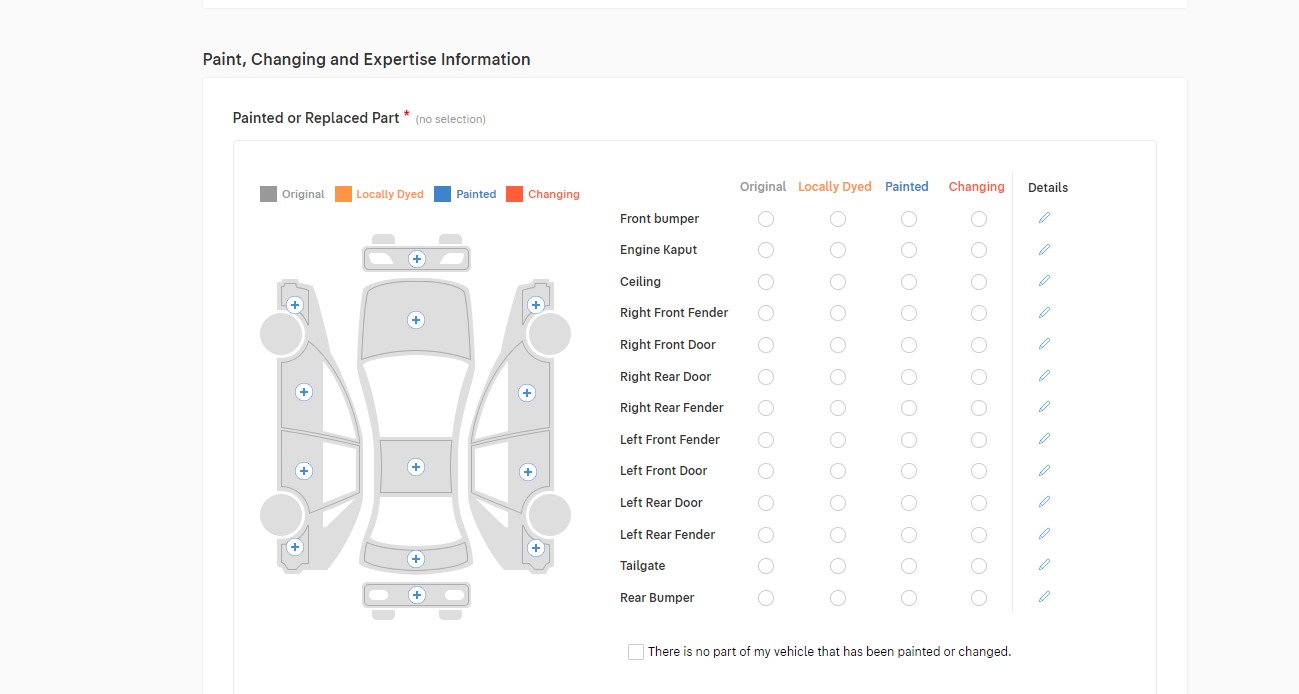 Paint, Changing and Expertise Information
Painted or Replaced Part * (no selection)
Original Locally Dyed Painted Changing
Original Locally Dyed Painted Changing Details
Front bumper
Engine Kaput
Ceiling
Right Front Fender
Right Front Door
Right Rear Door
Right Rear Fender
Left Front Fender
Left Front Door
Left Rear Door
Left Rear Fender
Tailgate
Rear Bumper
There is no part of my vehicle that has been painted or changed.